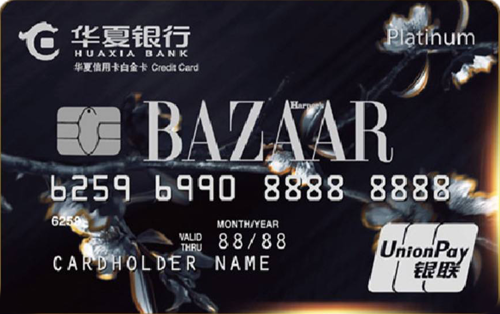 华夏银行
HUAXIA BANK
华夏信用卡白金卡 Credit Card
Platinum
Harper's
BAZAAR
6259 6990 8888 8888
6259
MONTH/YEAR
VALID THRU 88/88
CARDHOLDER NAME
UnionPay
银联